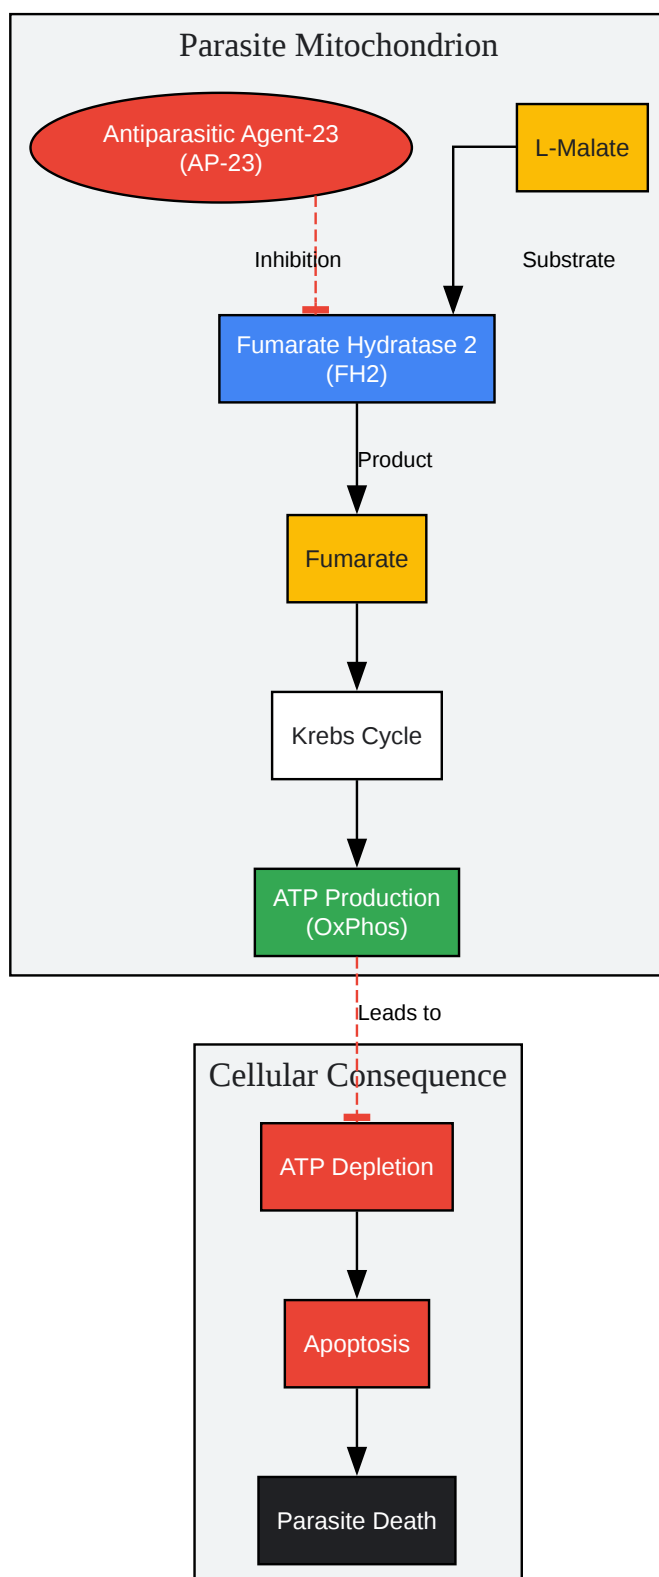 Parasite Mitochondrion
Antiparasitic Agent-23
(AP-23)
L-Malate
Inhibition
Substrate
Fumarate Hydratase 2
(FH2)
Product
Fumarate
Krebs Cycle
ATP Production
(OxPhos)
Leads to
Cellular Consequence
ATP Depletion
Apoptosis
Parasite Death